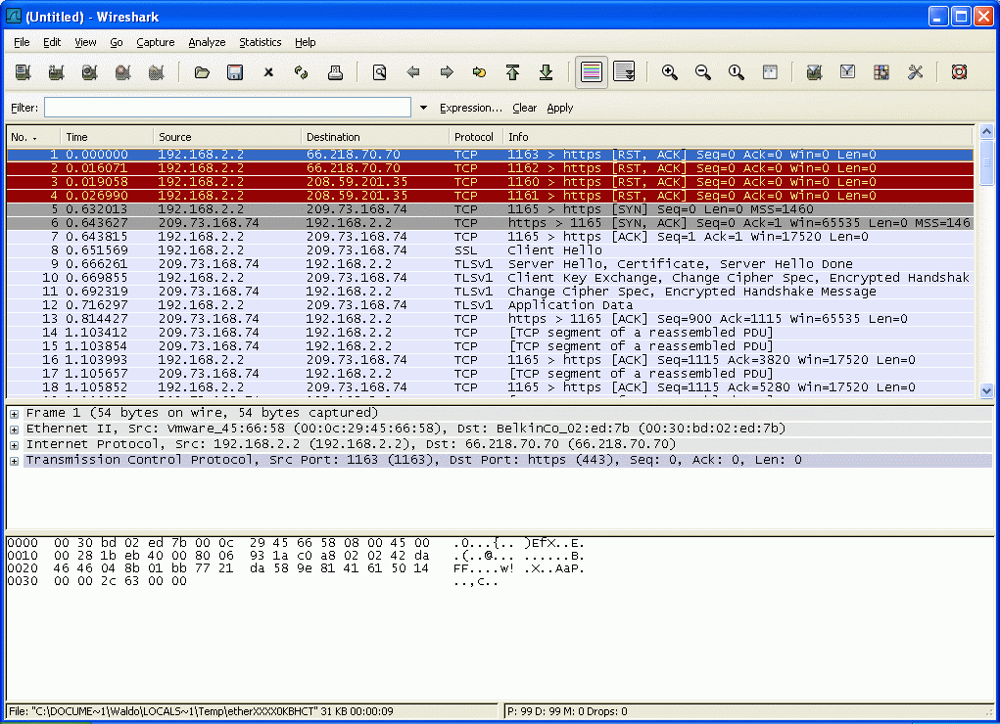 (Untitled) - Wireshark
File Edit View Go Capture Analyze Statistics Help
Filter: Expression... Clear Apply
No. Time Source Destination Protocol Info
1 0.000000 192.168.2.2 66.218.70.70 TCP 1163 > https [RST, ACK] Seq=0 Ack=0 Win=0 Len=0
2 0.016071 192.168.2.2 66.218.70.70 TCP 1162 > https [RST, ACK] Seq=0 Ack=0 Win=0 Len=0
3 0.019058 192.168.2.2 208.59.201.35 TCP 1160 > https [RST, ACK] Seq=0 Ack=0 Win=0 Len=0
4 0.026990 192.168.2.2 208.59.201.35 TCP 1161 > https [RST, ACK] Seq=0 Ack=0 Win=0 Len=0
5 0.632013 192.168.2.2 209.73.168.74 TCP 1165 > https [SYN] Seq=0 Len=0 MSS=1460
6 0.643627 209.73.168.74 192.168.2.2 TCP https > 1165 [SYN, ACK] Seq=0 Ack=1 Win=65535 Len=0 MSS=146
7 0.643815 192.168.2.2 209.73.168.74 TCP 1165 > https [ACK] Seq=1 Ack=1 Win=17520 Len=0
8 0.651569 192.168.2.2 209.73.168.74 SSL Client Hello
9 0.666261 209.73.168.74 192.168.2.2 TLSv1 Server Hello, Certificate, Server Hello Done
10 0.669855 192.168.2.2 209.73.168.74 TLSv1 Client Key Exchange, Change Cipher Spec, Encrypted Handshak
11 0.692319 209.73.168.74 192.168.2.2 TLSv1 Change Cipher Spec, Encrypted Handshake Message
12 0.716297 192.168.2.2 209.73.168.74 TLSv1 Application Data
13 0.814427 209.73.168.74 192.168.2.2 TCP https > 1165 [ACK] Seq=900 Ack=1115 Win=65535 Len=0
14 1.103412 209.73.168.74 192.168.2.2 TCP [TCP segment of a reassembled PDU]
15 1.103854 209.73.168.74 192.168.2.2 TCP [TCP segment of a reassembled PDU]
16 1.103993 192.168.2.2 209.73.168.74 TCP 1165 > https [ACK] Seq=1115 Ack=3820 Win=17520 Len=0
17 1.105657 209.73.168.74 192.168.2.2 TCP [TCP segment of a reassembled PDU]
18 1.105852 192.168.2.2 209.73.168.74 TCP 1165 > https [ACK] Seq=1115 Ack=5280 Win=17520 Len=0
Frame 1 (54 bytes on wire, 54 bytes captured)
Ethernet II, Src: Vmware_45:66:58 (00:0c:29:45:66:58), Dst: BelkinCo_02:ed:7b (00:30:bd:02:ed:7b)
Internet Protocol, Src: 192.168.2.2 (192.168.2.2), Dst: 66.218.70.70 (66.218.70.70)
Transmission Control Protocol, Src Port: 1163 (1163), Dst Port: https (443), Seq: 0, Ack: 0, Len: 0
0000 00 30 bd 02 ed 7b 00 0c 29 45 66 58 08 00 45 00 .0...{.. )EfX..E.
0010 00 28 1b eb 40 00 80 06 93 1a c0 a8 02 02 42 da .(..@... ......B.
0020 46 46 04 8b 01 bb 77 21 da 58 9e 81 41 61 50 14 FF....w! .X..AaP.
0030 00 00 2c 63 00 00 ..,c..
File: "C:\DOCUME~1\Waldo\LOCALS~1\Temp\etherXXXX0KBHCT" 31 KB 00:00:09 P: 99 D: 99 M: 0 Drops: 0